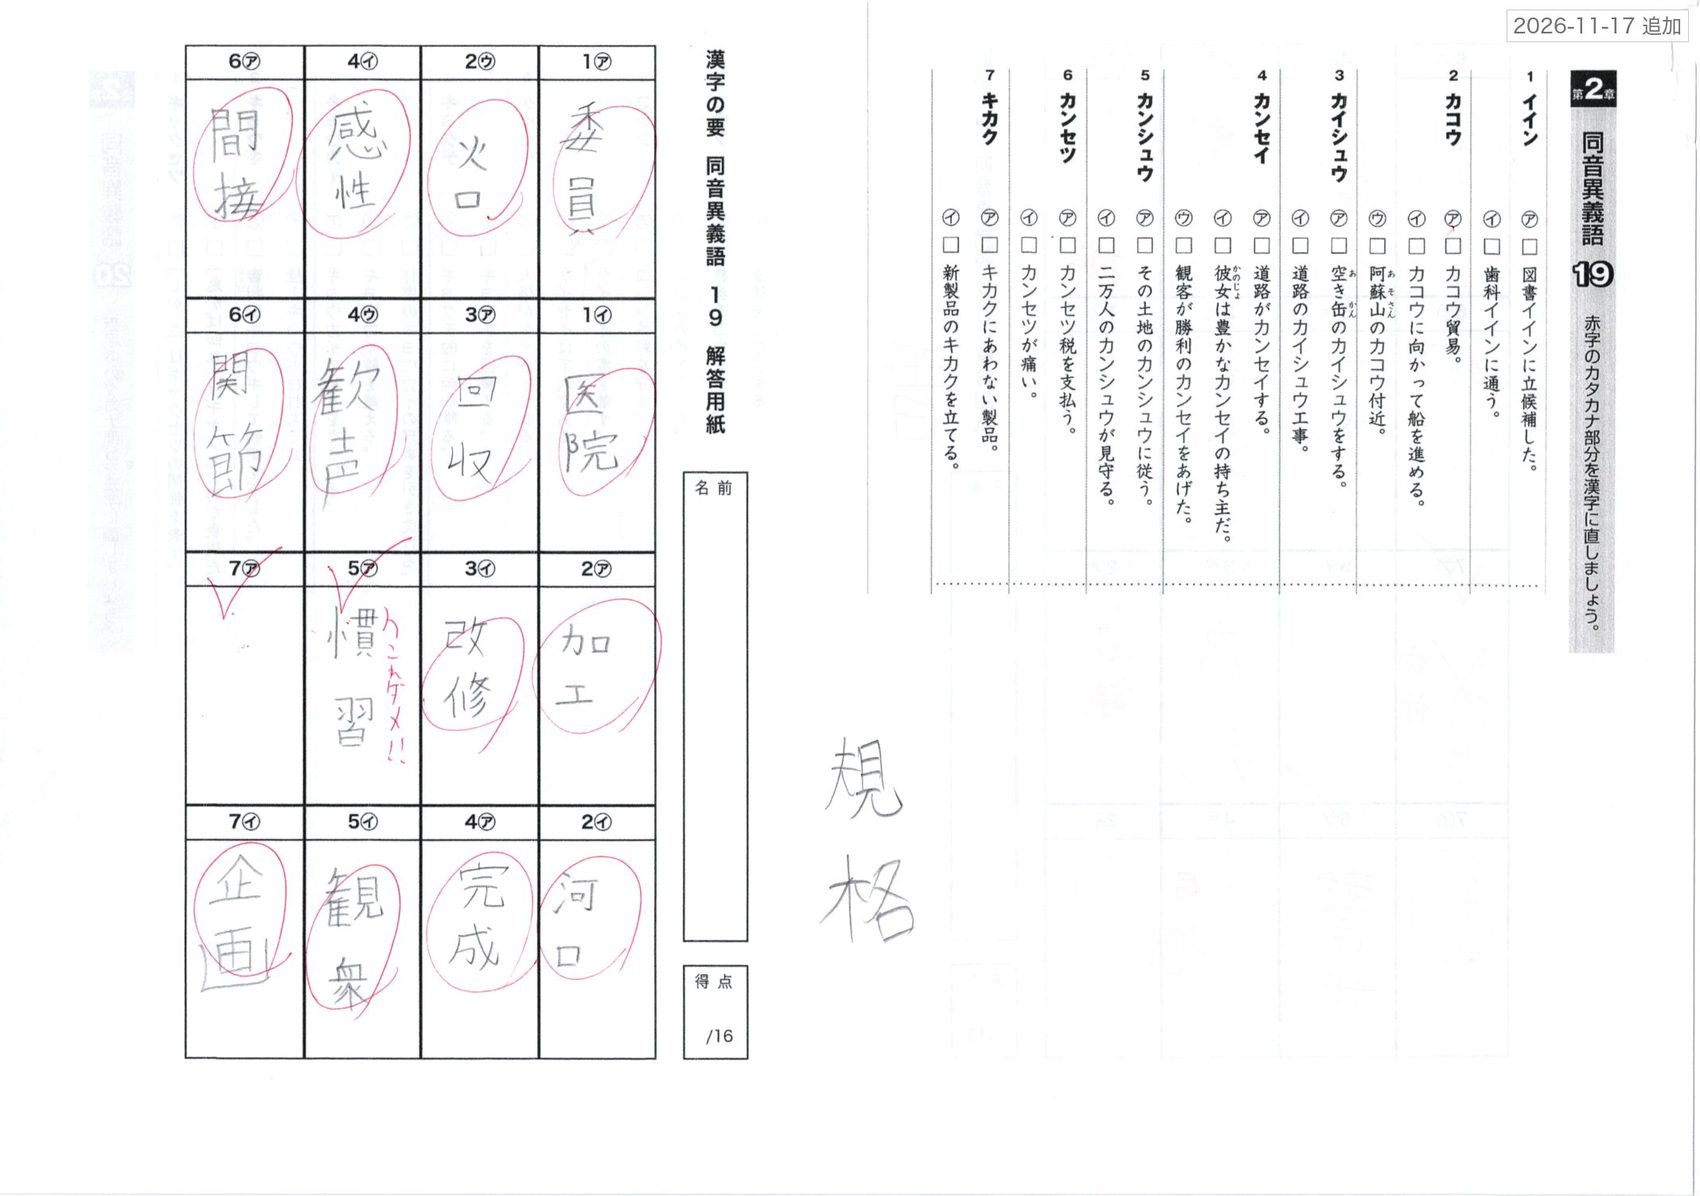 2026-11-17 追加
第2章 同音異義語 19 赤字のカタカナ部分を漢字に直しましょう。
1 イイン
㋐ □ 図書イインに立候補した。
㋑ □ 歯科イインに通う。
2 カコウ
㋐ □ カコウ貿易。
㋑ □ カコウに向かって船を進める。
㋒ □ 阿蘇山のカコウ付近。
あそさん
3 カイシュウ
㋐ □ 空き缶のカイシュウをする。
あ かん
㋑ □ 道路のカイシュウ工事。
4 カンセイ
㋐ □ 道路がカンセイする。
㋑ □ 彼女は豊かなカンセイの持ち主だ。
かのじょ
㋒ □ 観客が勝利のカンセイをあげた。
5 カンシュウ
㋐ □ その土地のカンシュウに従う。
㋑ □ 二万人のカンシュウが見守る。
6 カンセツ
㋐ □ カンセツ税を支払う。
㋑ □ カンセツが痛い。
7 キカク
㋐ □ キカクにあわない製品。
㋑ □ 新製品のキカクを立てる。
規格
漢字の要 同音異義語 19 解答用紙
名前
得点
/16
1㋐
委員
1㋑
医院
2㋐
加工
2㋑
河口
2㋒
火口
3㋐
回収
3㋑
改修
4㋐
完成
4㋑
感性
4㋒
歓声
5㋐
慣習
これダメ!!
5㋑
観衆
6㋐
間接
6㋑
関節
7㋐
7㋑
企画